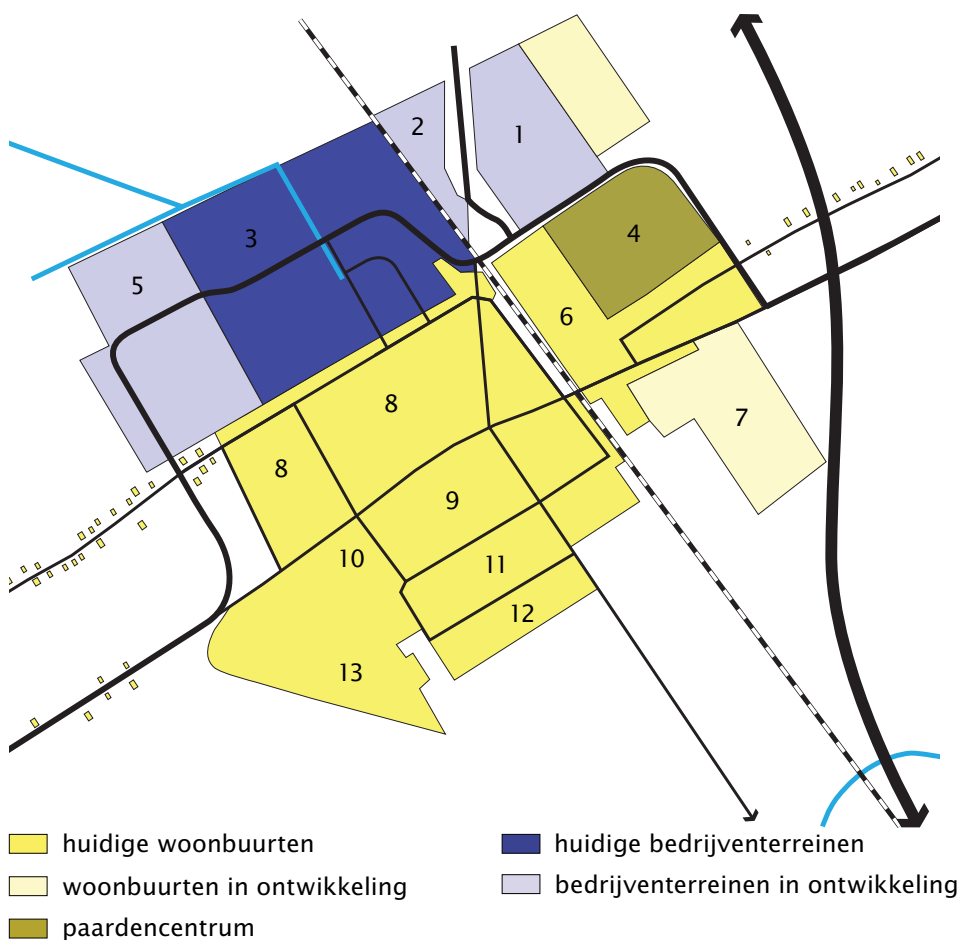 2
1
3
4
5
6
8
7
8
9
10
11
12
13
huidige woonbuurten
woonbuurten in ontwikkeling
paardencentrum
huidige bedrijventerreinen
bedrijventerreinen in ontwikkeling